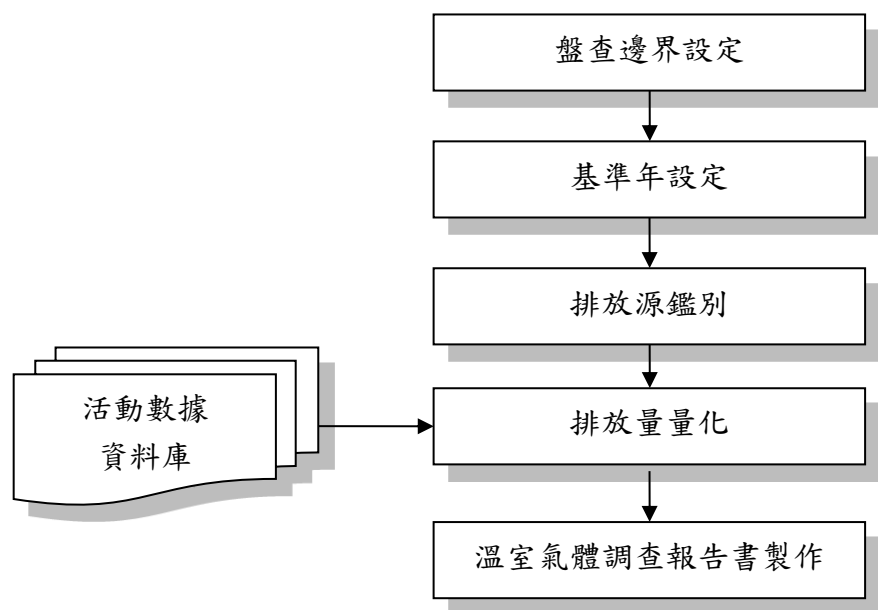 盤查邊界設定
基準年設定
排放源鑑別
活動數據
資料庫
排放量量化
溫室氣體調查報告書製作